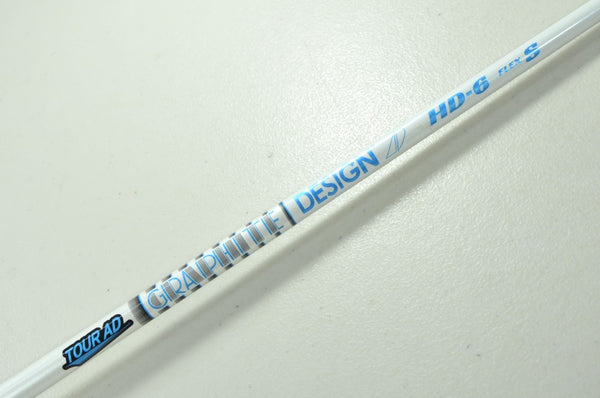 TOUR AD GRAPHITE DESIGN HD-6 FLEX S